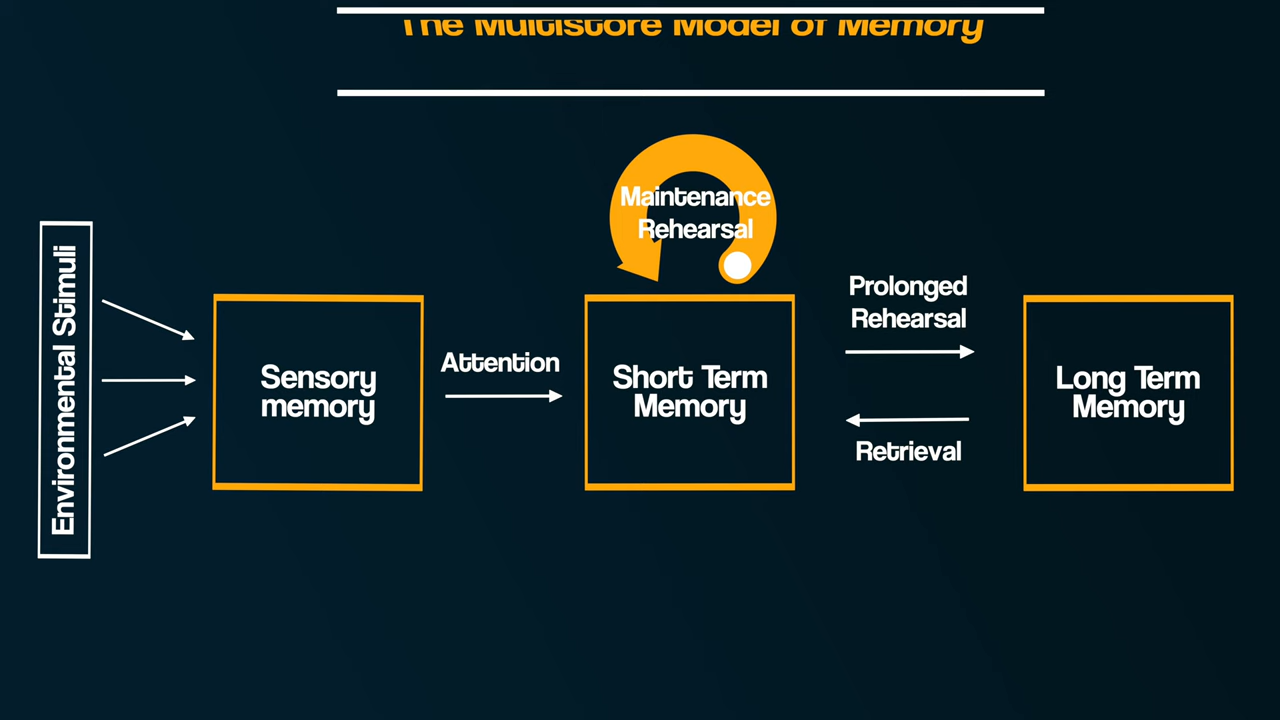 The Multistore Model of Memory
Maintenance
Rehearsal
Environmental Stimuli
Sensory
memory
Attention
Short Term
Memory
Prolonged
Rehearsal
Retrieval
Long Term
Memory